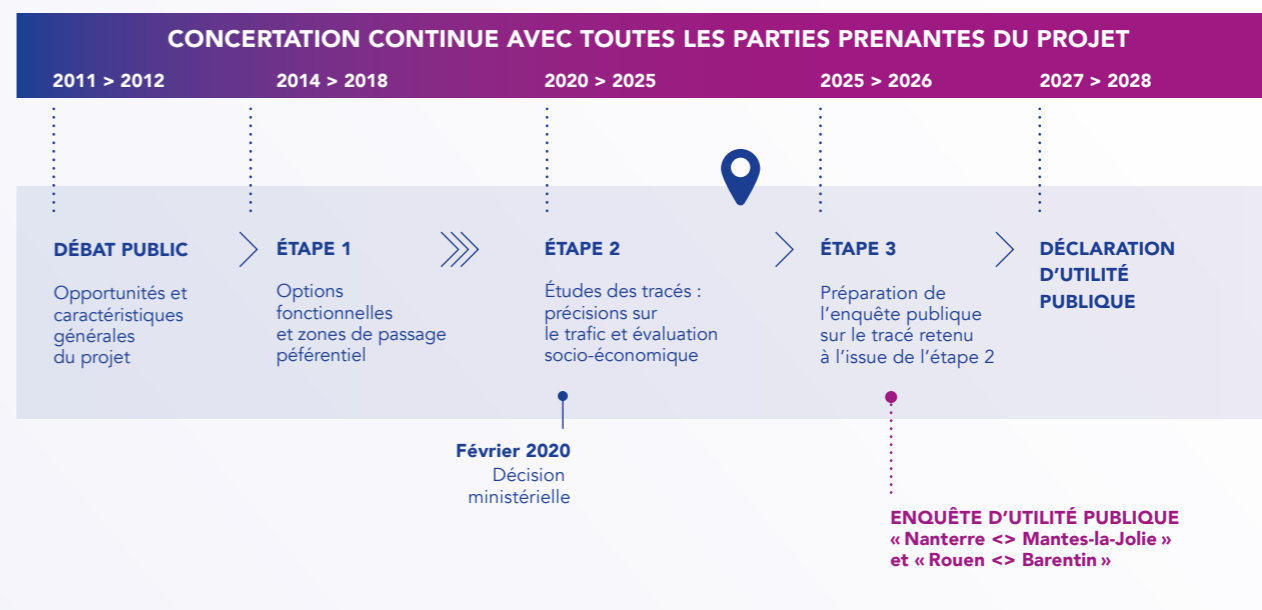 CONCERTATION CONTINUE AVEC TOUTES LES PARTIES PRENANTES DU PROJET
2011 > 2012
2014 > 2018
2020 > 2025
2025 > 2026
2027 > 2028
DÉBAT PUBLIC
Opportunités et
caractéristiques
générales
du projet
ÉTAPE 1
Options
fonctionnelles
et zones de passage
péférentiel
ÉTAPE 2
Études des tracés :
précisions sur
le trafic et évaluation
socio-économique
ÉTAPE 3
Préparation de
l’enquête publique
sur le tracé retenu
à l’issue de l’étape 2
DÉCLARATION
D’UTILITÉ
PUBLIQUE
Février 2020
Décision
ministérielle
ENQUÊTE D’UTILITÉ PUBLIQUE
« Nanterre <> Mantes-la-Jolie »
et « Rouen <> Barentin »